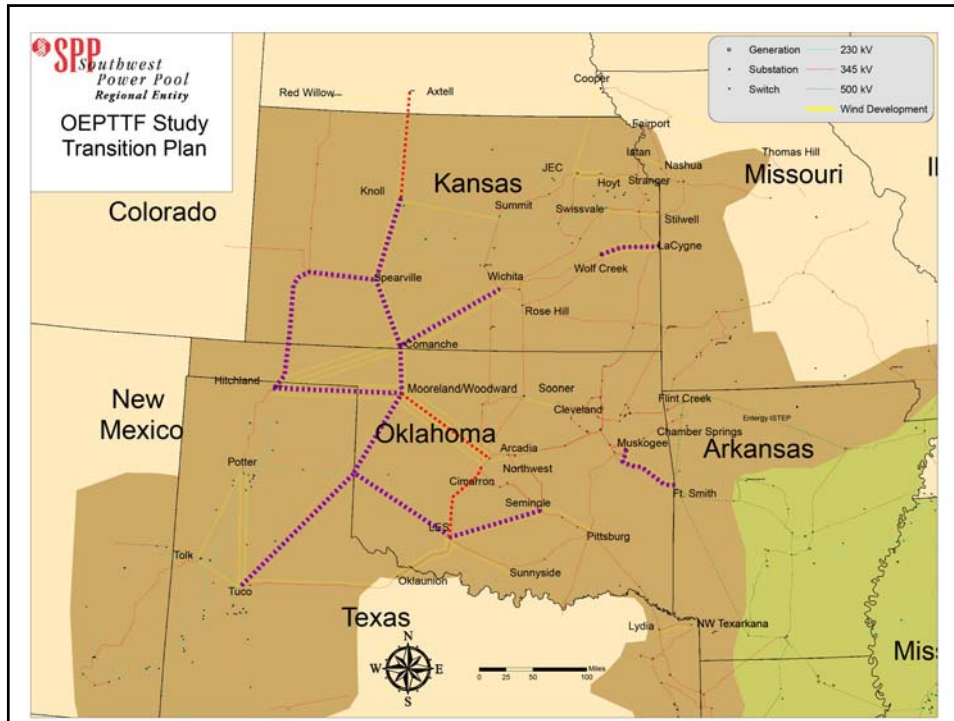 SPP
Southwest
Power Pool
Regional Entity
OEPTTF Study
Transition Plan
Generation
230 kV
Substation
345 kV
Switch
500 kV
Wind Development
Red Willow
Axtell
Cooper
Fairport
Thomas Hill
Iatan
Nashua
JEC
Hoyt
Stranger
Missouri
Il
Knoll
Kansas
Colorado
Summit
Swissvale
Stilwell
LaCygne
Wolf Creek
Spearville
Wichita
Rose Hill
Comanche
Hitchland
Mooreland/Woodward
Sooner
Flint Creek
New
Mexico
Cleveland
Entergy ISTEP
Chamber Springs
Oklahoma
Muskogee
Arkansas
Arcadia
Potter
Northwest
Cimarron
Ft. Smith
Seminole
LES
Pittsburg
Tolk
Tuco
Oklaunion
Sunnyside
Texas
Lydia
NW Texarkana
Miss
N
W
E
S
0 25 50 100
Miles